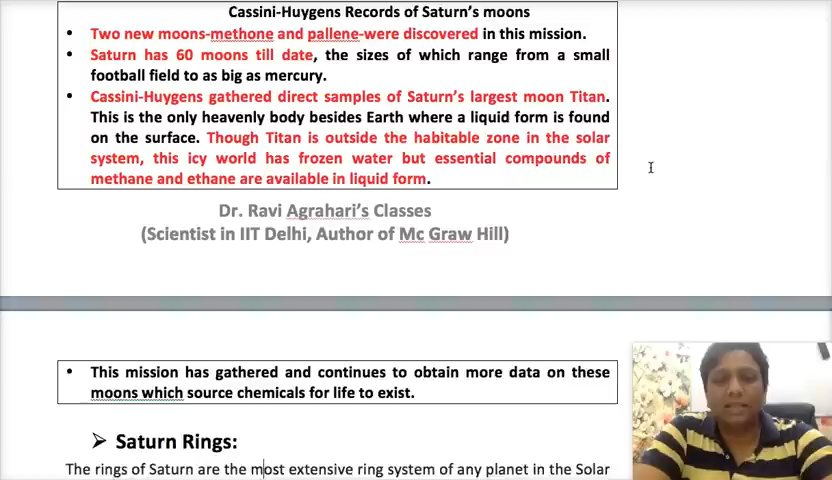 Cassini-Huygens Records of Saturn's moons
• Two new moons-methone and pallene-were discovered in this mission.
• Saturn has 60 moons till date, the sizes of which range from a small
football field to as big as mercury.
• Cassini-Huygens gathered direct samples of Saturn's largest moon Titan.
This is the only heavenly body besides Earth where a liquid form is found
on the surface. Though Titan is outside the habitable zone in the solar
system, this icy world has frozen water but essential compounds of
methane and ethane are available in liquid form.
Dr. Ravi Agrahari's Classes
(Scientist in IIT Delhi, Author of Mc Graw Hill)
• This mission has gathered and continues to obtain more data on these
moons which source chemicals for life to exist.
➢ Saturn Rings:
The rings of Saturn are the most extensive ring system of any planet in the Solar